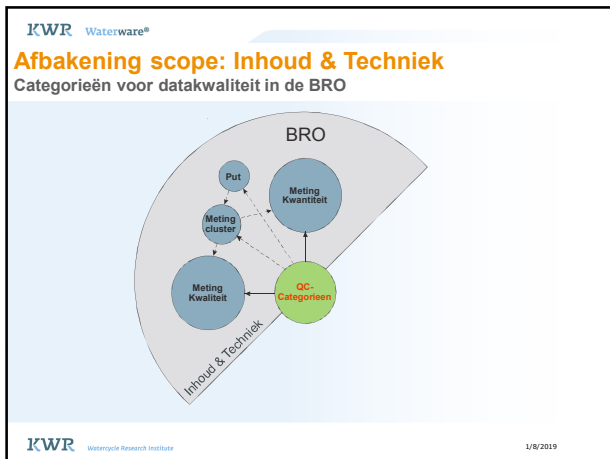 KWR Waterware®
Afbakening scope: Inhoud & Techniek
Categorieën voor datakwaliteit in de BRO
BRO
Put
Meting
Kwantiteit
Meting
cluster
Meting
Kwaliteit
QC-
Categorieen
Inhoud & Techniek
KWR Watercycle Research Institute
1/8/2019